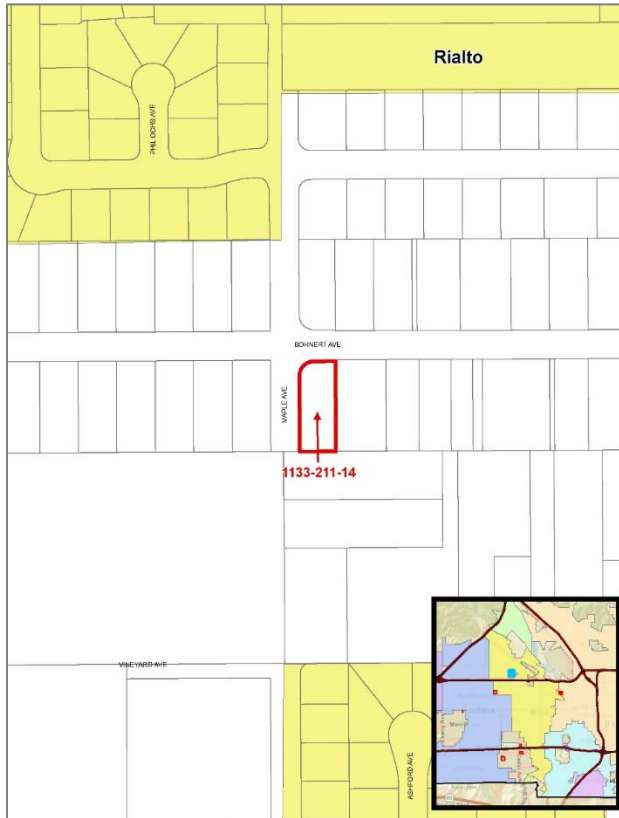 Rialto
PHIL OCHS AVE
BOHNERT AVE
MAPLE AVE
1133-211-14
VINEYARD AVE
ASHFORD AVE